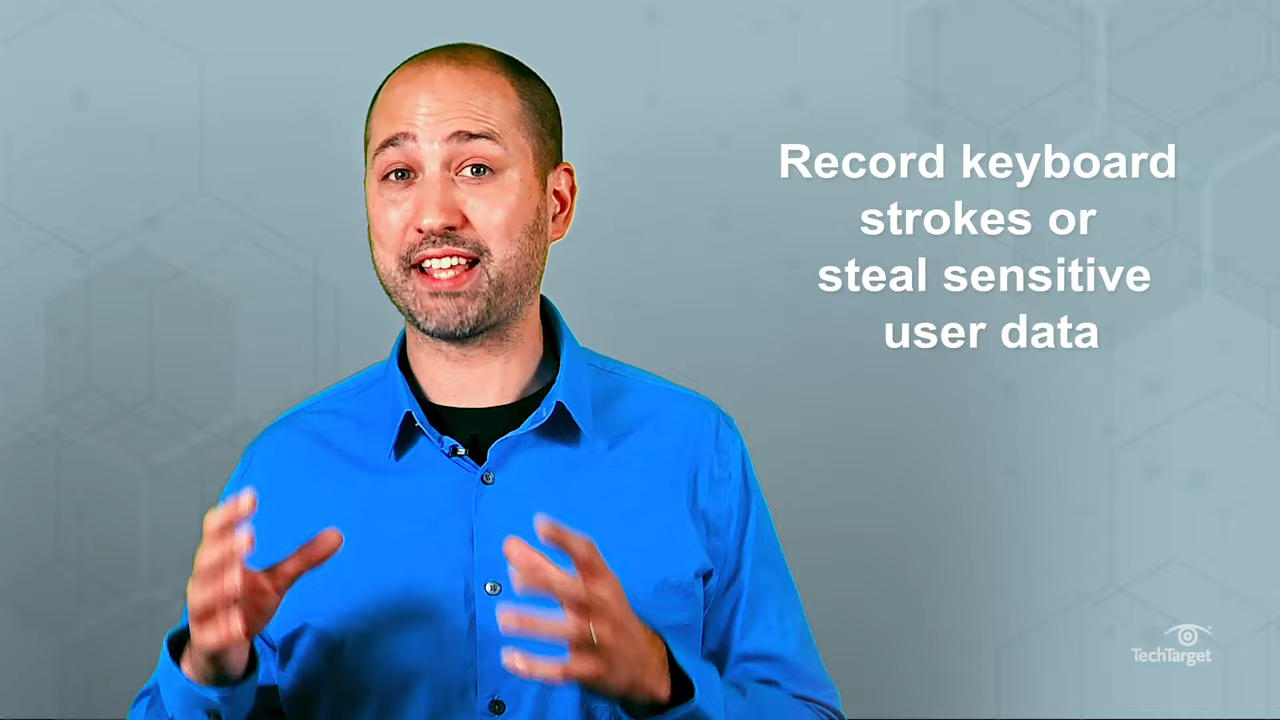 Record keyboard
strokes or
steal sensitive
user data
TechTarget